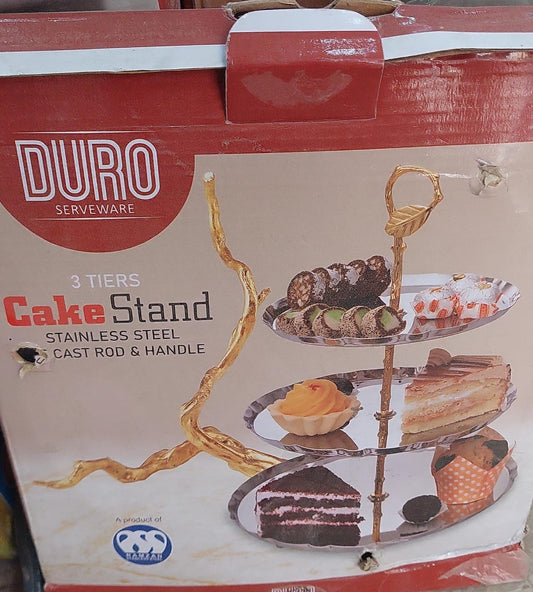 DURO
SERVEWARE
3 TIERS
Cake Stand
STAINLESS STEEL
CAST ROD & HANDLE
A product of